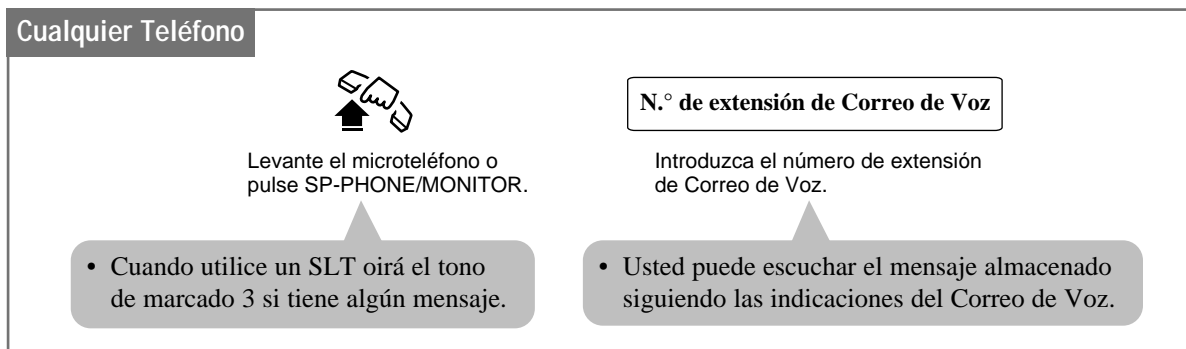 Cualquier Teléfono
N.° de extensión de Correo de Voz
Levante el microteléfono o
pulse SP-PHONE/MONITOR.
Introduzca el número de extensión
de Correo de Voz.
• Cuando utilice un SLT oirá el tono
de marcado 3 si tiene algún mensaje.
• Usted puede escuchar el mensaje almacenado
siguiendo las indicaciones del Correo de Voz.